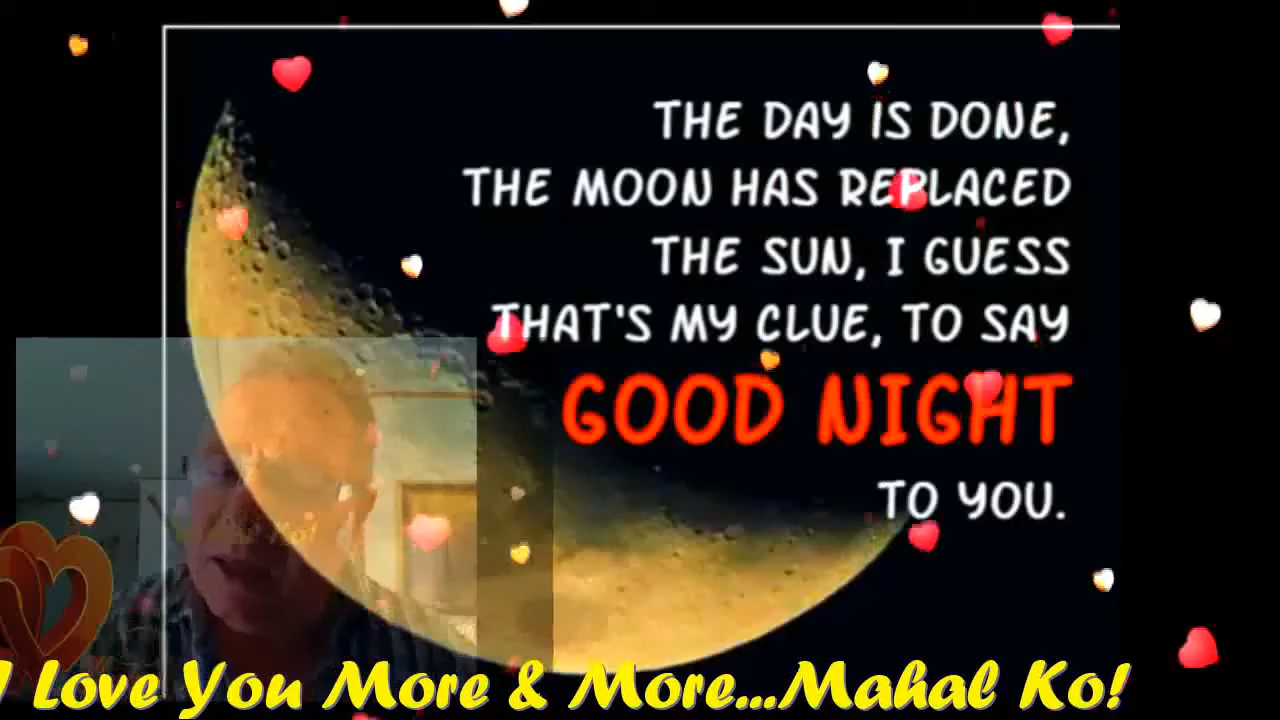 THE DAY IS DONE,
THE MOON HAS REPLACED
THE SUN, I GUESS
THAT'S MY CLUE, TO SAY
GOOD NIGHT
TO YOU.
I Love You More & More...Mahal Ko!